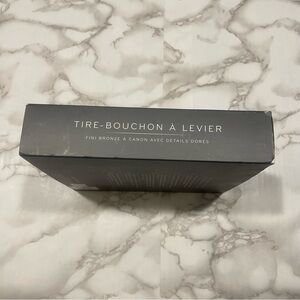 TIRE-BOUCHON À LEVIER
FINI BRONZE À CANON AVEC DÉTAILS DORÉS